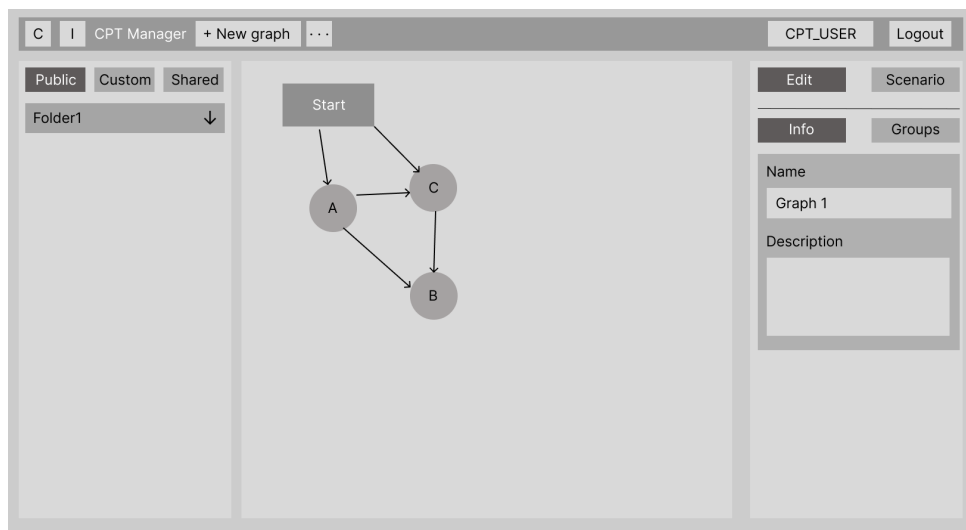 C I CPT Manager + New graph ... CPT_USER Logout
Public Custom Shared
Folder1
Start
A
C
B
Edit Scenario
Info Groups
Name
Graph 1
Description